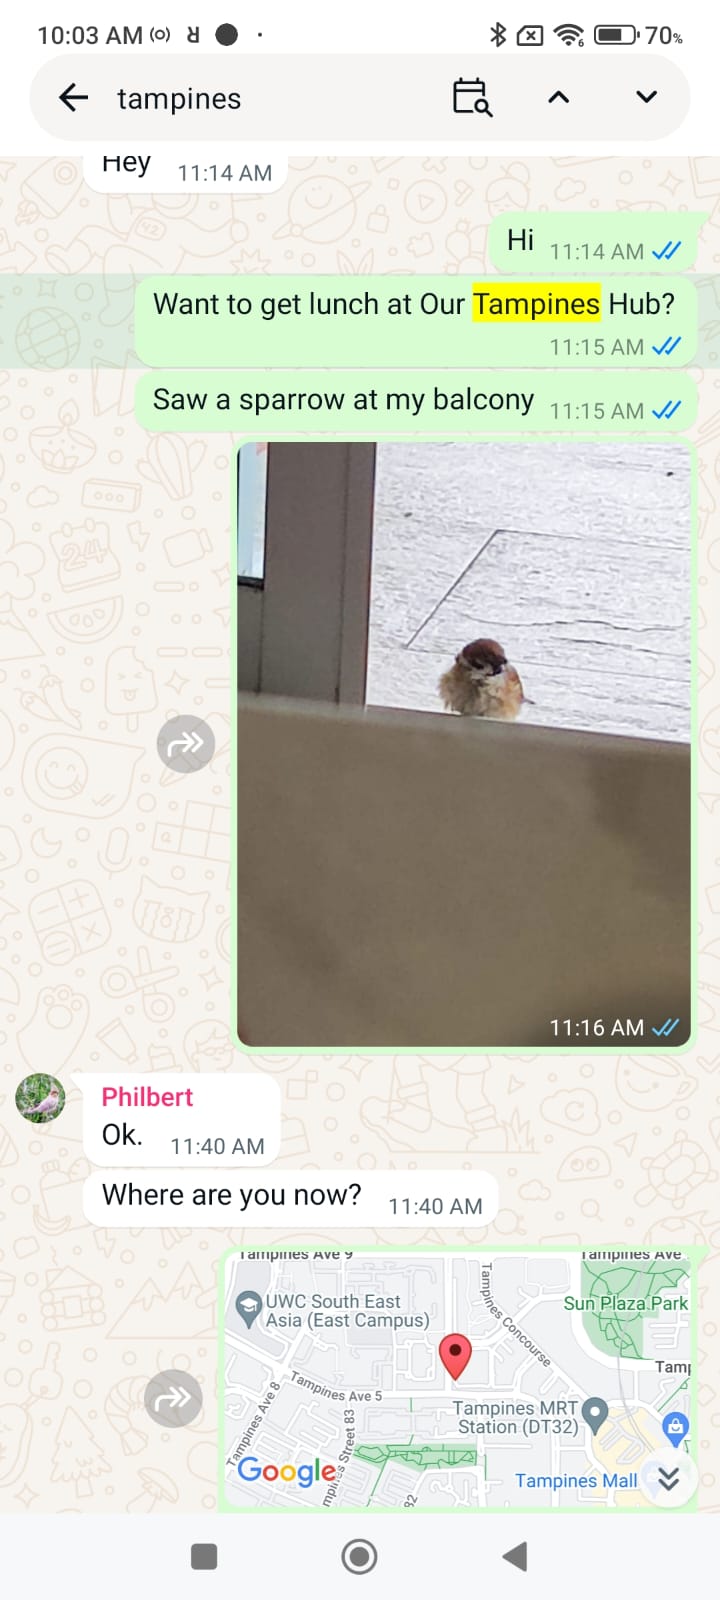 10:03 AM
70%
tampines
Hey 11:14 AM
Hi 11:14 AM
Want to get lunch at Our Tampines Hub?
11:15 AM
Saw a sparrow at my balcony 11:15 AM
11:16 AM
Philbert
Ok. 11:40 AM
Where are you now? 11:40 AM
Tampines Ave 9
Tampines Ave
UWC South East
Asia (East Campus)
Tampines Concourse
Sun Plaza Park
Tamp
Tampines Ave 5
Tampines Ave 8
Street 83
Tampines MRT
Station (DT32)
Google
Tampines Mall
82